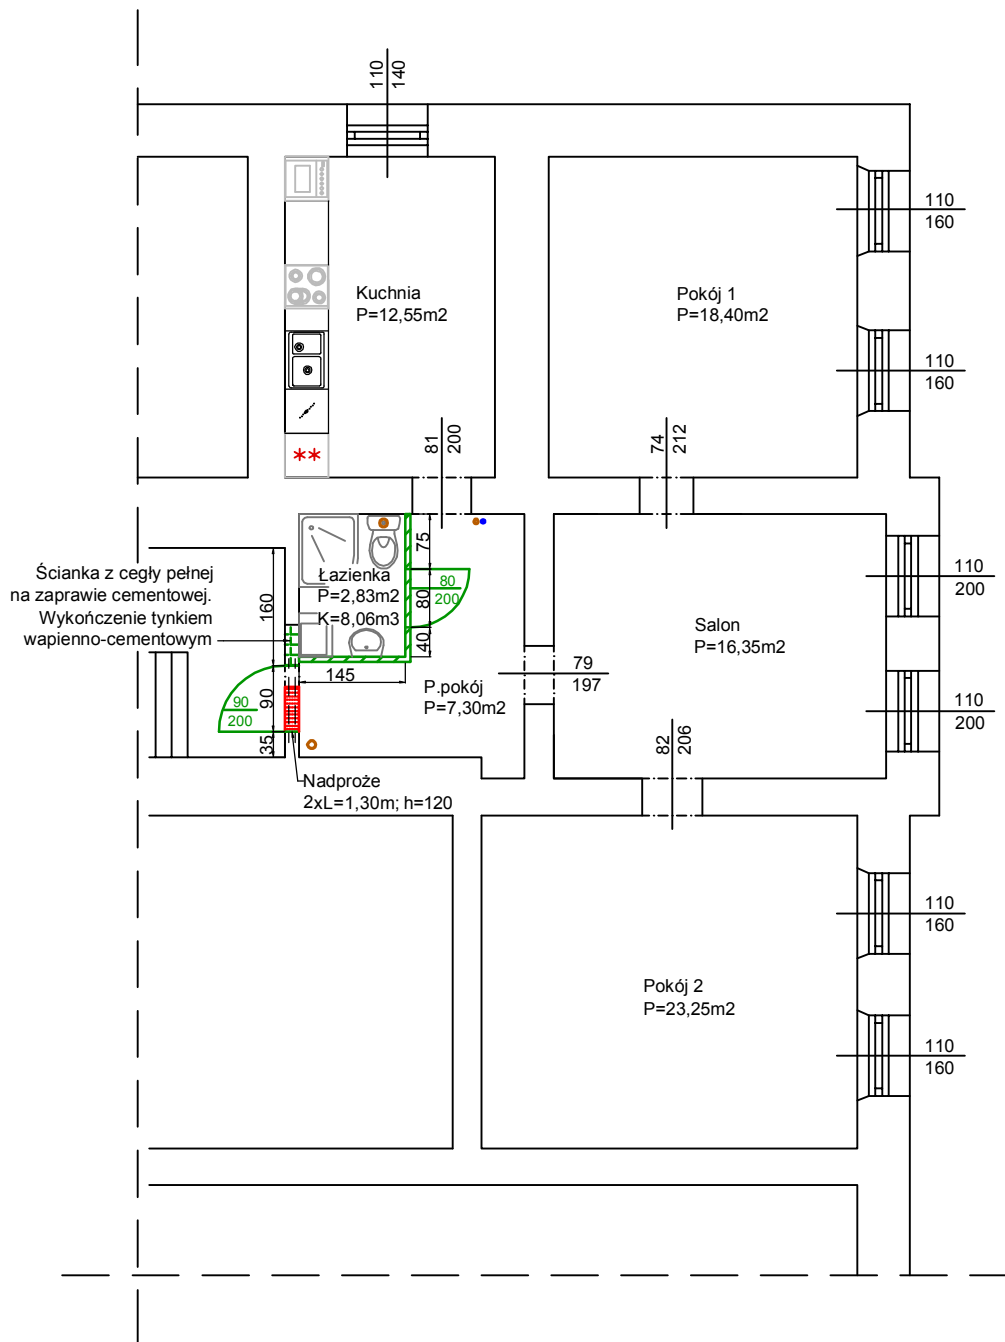 110
140
Kuchnia
P=12,55m2
Pokój 1
P=18,40m2
110
160
110
160
**
81
200
74
212
Ścianka z cegły pełnej
na zaprawie cementowej.
Wykończenie tynkiem
wapienno-cementowym
160
Łazienka
P=2,83m2
K=8,06m3
75
80
40
80
200
145
110
200
Salon
P=16,35m2
79
197
P.pokój
P=7,30m2
90
200
90
35
110
200
82
206
Nadproże
2xL=1,30m; h=120
110
160
Pokój 2
P=23,25m2
110
160